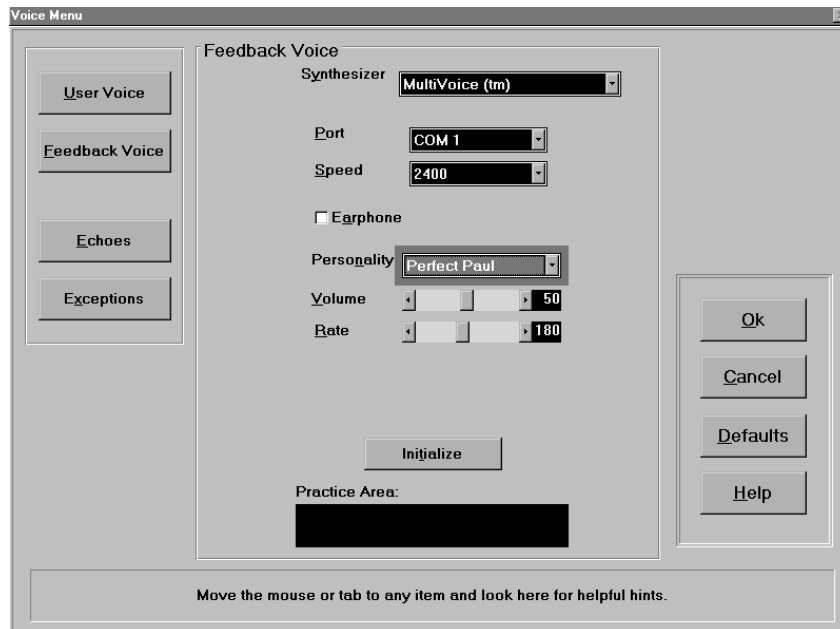 Voice Menu
User Voice
Feedback Voice
Echoes
Exceptions
Feedback Voice
Synthesizer MultiVoice (tm)
Port COM 1
Speed 2400
Earphone
Personality Perfect Paul
Volume 50
Rate 180
Initialize
Practice Area:
Ok
Cancel
Defaults
Help
Move the mouse or tab to any item and look here for helpful hints.